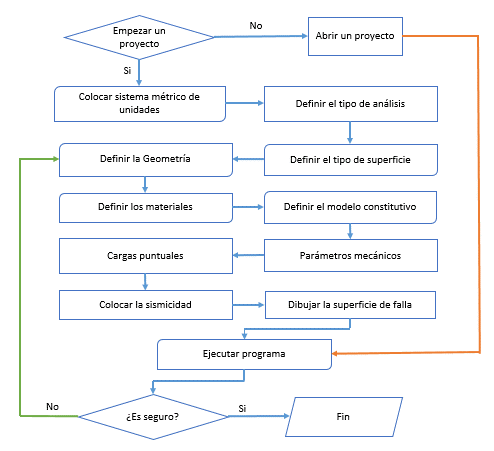 Empezar un
proyecto
No
Abrir un proyecto
Si
Colocar sistema métrico de
unidades
Definir el tipo de análisis
Definir la Geometría
Definir el tipo de superficie
Definir los materiales
Definir el modelo constitutivo
Cargas puntuales
Parámetros mecánicos
Colocar la sismicidad
Dibujar la superficie de falla
Ejecutar programa
No
¿Es seguro?
Si
Fin